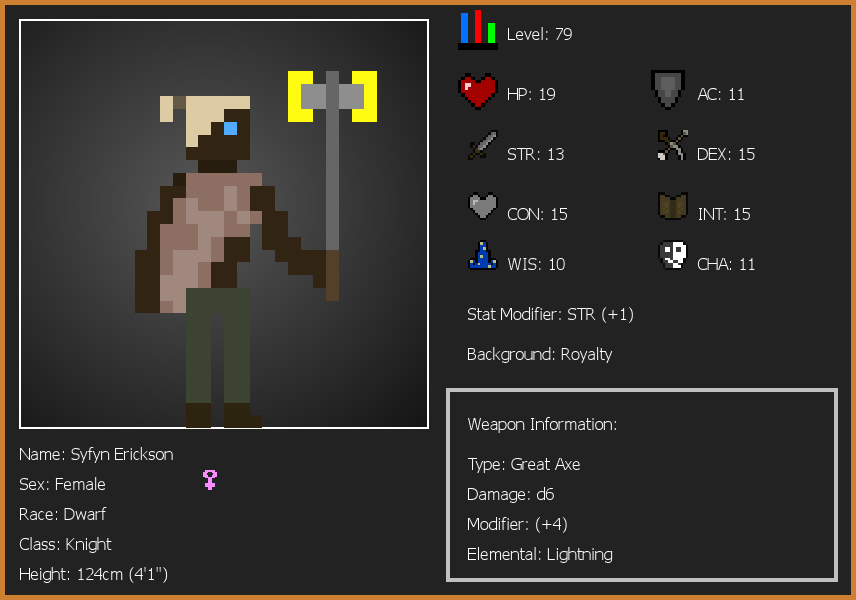 Level: 79
HP: 19
AC: 11
STR: 13
DEX: 15
CON: 15
INT: 15
WIS: 10
CHA: 11
Stat Modifier: STR (+1)
Background: Royalty
Weapon Information:
Type: Great Axe
Damage: d6
Modifier: (+4)
Elemental: Lightning
Name: Syfyn Erickson
Sex: Female
Race: Dwarf
Class: Knight
Height: 124cm (4'1")